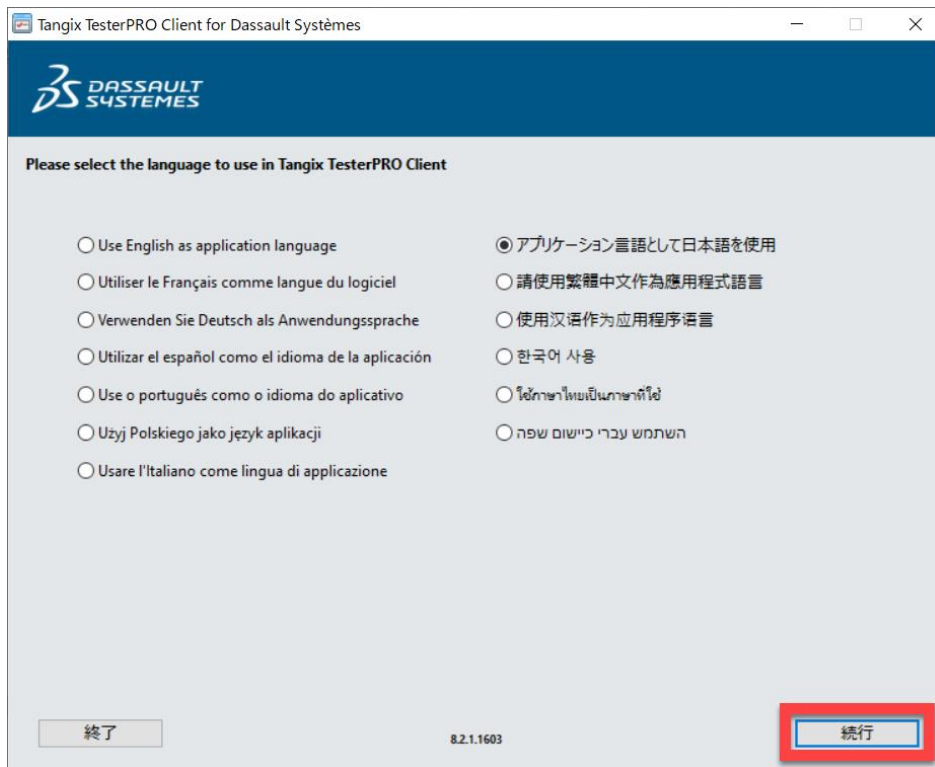 Tangix TesterPRO Client for Dassault Systèmes
DASSAULT
SYSTEMES
Please select the language to use in Tangix TesterPRO Client
Use English as application language
Utiliser le Français comme langue du logiciel
Verwenden Sie Deutsch als Anwendungssprache
Utilizar el español como el idioma de la aplicación
Use o português como o idioma do aplicativo
Użyj Polskiego jako język aplikacji
Usare l'Italiano come lingua di applicazione
アプリケーション言語として日本語を使用
請使用繁體中文作為應用程式語言
使用汉语作为应用程序语言
한국어 사용
ใช้ภาษาไทยเป็นภาษาที่ใช้
השתמש עברי כיישום שפה
終了
8.2.1.1603
続行